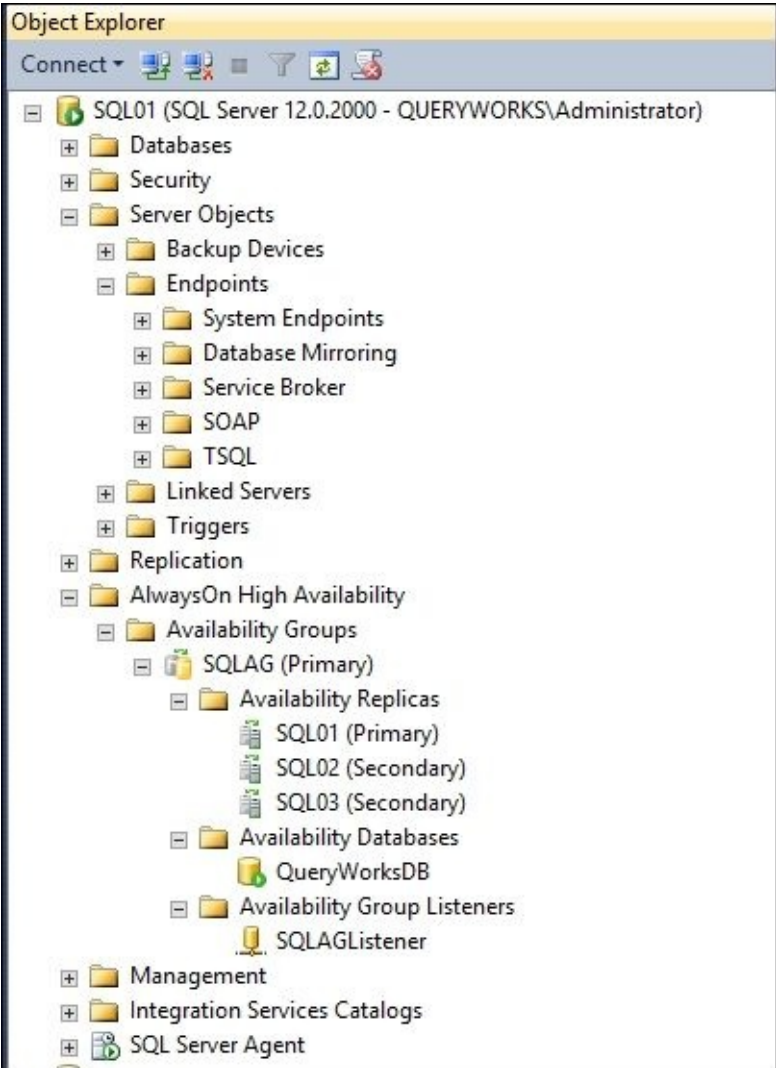 Object Explorer
Connect
SQL01 (SQL Server 12.0.2000 - QUERYWORKS\Administrator)
Databases
Security
Server Objects
Backup Devices
Endpoints
System Endpoints
Database Mirroring
Service Broker
SOAP
TSQL
Linked Servers
Triggers
Replication
AlwaysOn High Availability
Availability Groups
SQLAG (Primary)
Availability Replicas
SQL01 (Primary)
SQL02 (Secondary)
SQL03 (Secondary)
Availability Databases
QueryWorksDB
Availability Group Listeners
SQLAGListener
Management
Integration Services Catalogs
SQL Server Agent